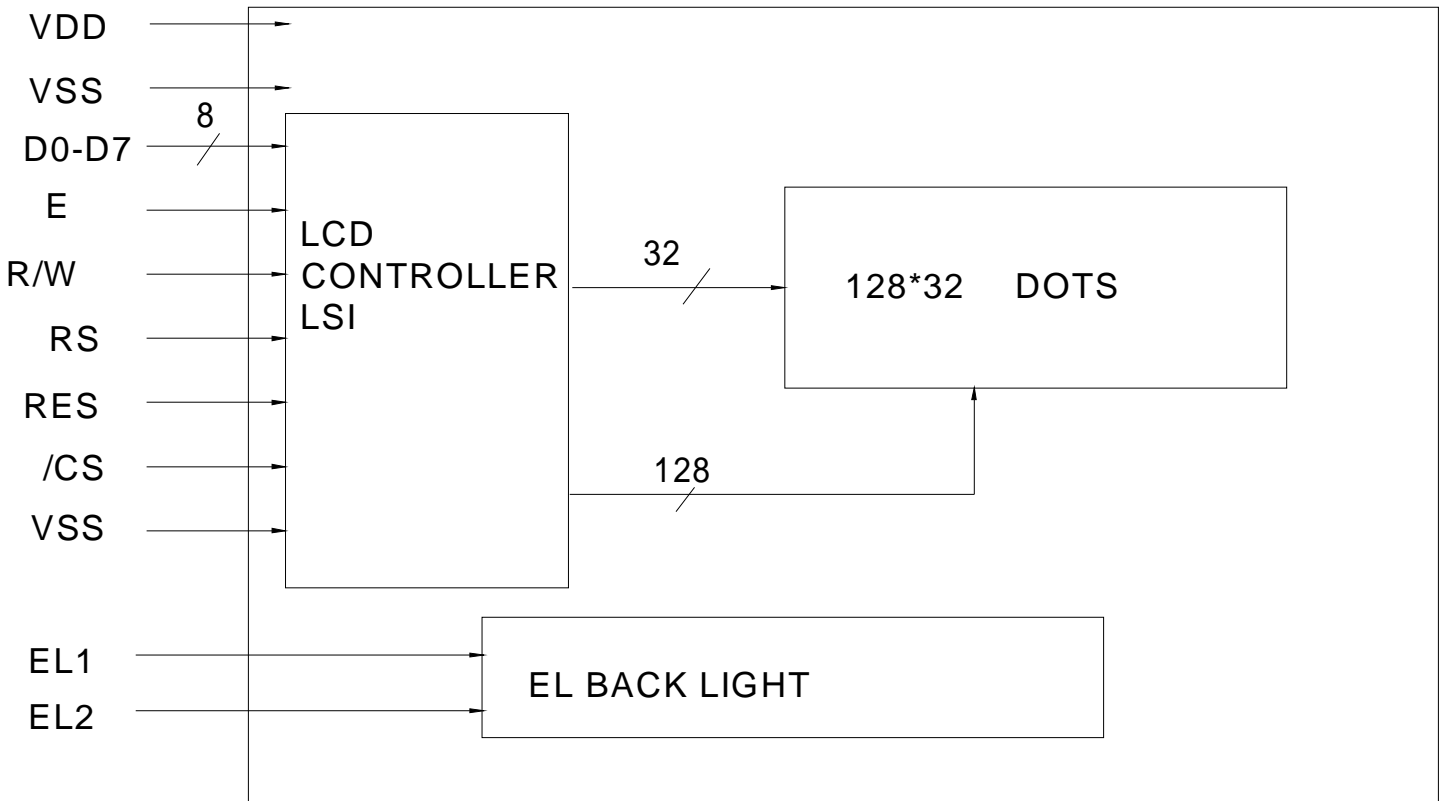 VDD
VSS
8
D0-D7
E
R/W
RS
RES
/CS
VSS
LCD
CONTROLLER
LSI
32
128*32 DOTS
128
EL1
EL2
EL BACK LIGHT